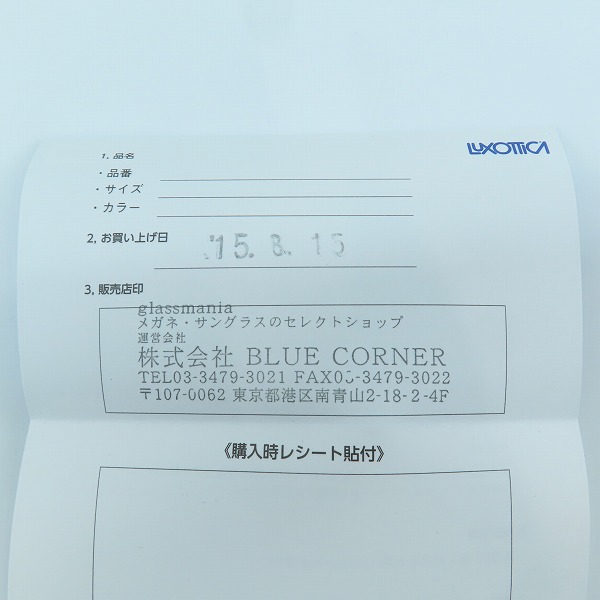 LUXOTTICA
1, 品名
・品番
・サイズ
・カラー
2, お買い上げ日
'15. 8. 15
3, 販売店印
glassmania
メガネ・サングラスのセレクトショップ
運営会社
株式会社 BLUE CORNER
TEL03-3479-3021 FAX03-3479-3022
〒107-0062 東京都港区南青山2-18-2-4F
《購入時レシート貼付》